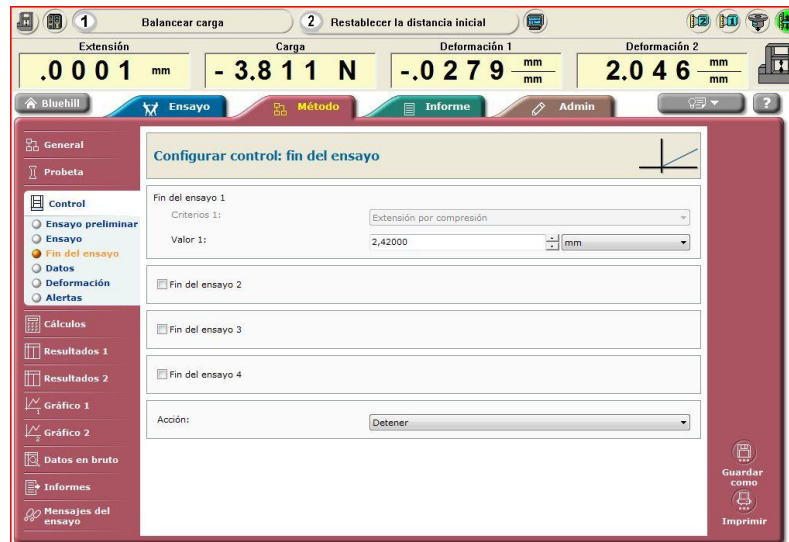 1 Balancear carga 2 Restablecer la distancia inicial
Extensión Carga Deformación 1 Deformación 2
.0001 mm -3.811 N -.0279 mm/mm 2.046 mm/mm
Bluehill Ensayo Método Informe Admin ?
General
Probeta
Control
Ensayo preliminar
Ensayo
Fin del ensayo
Datos
Deformación
Alertas
Cálculos
Resultados 1
Resultados 2
Gráfico 1
Gráfico 2
Datos en bruto
Informes
Mensajes del
ensayo
Configurar control: fin del ensayo
Fin del ensayo 1
Criterios 1: Extensión por compresión
Valor 1: 2,42000 mm
Fin del ensayo 2
Fin del ensayo 3
Fin del ensayo 4
Acción: Detener
Guardar
como
Imprimir